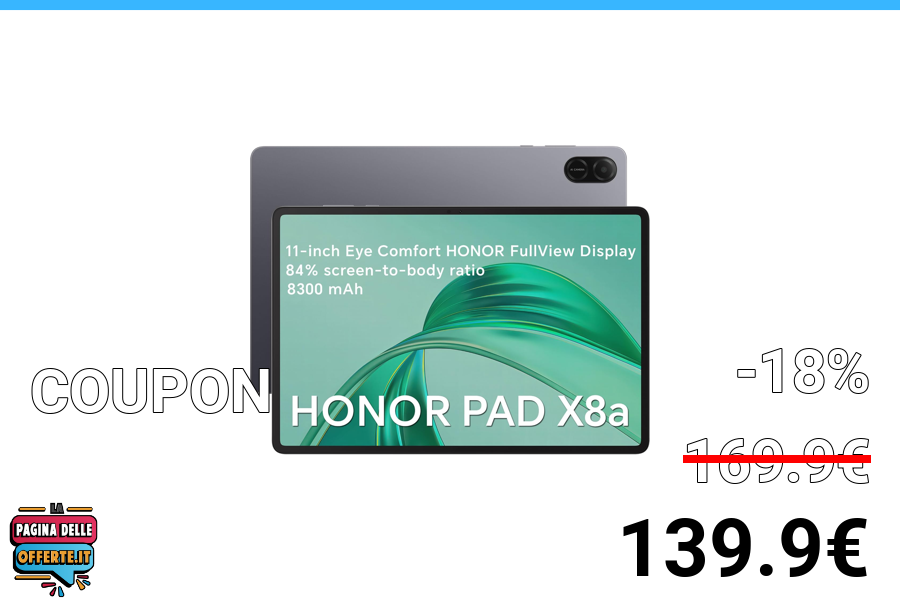 11-inch Eye Comfort HONOR FullView Display
84% screen-to-body ratio
8300 mAh
COUPON
HONOR PAD X8a
-18%
169.9€
139.9€
LA
PAGINA DELLE
OFFERTE.IT